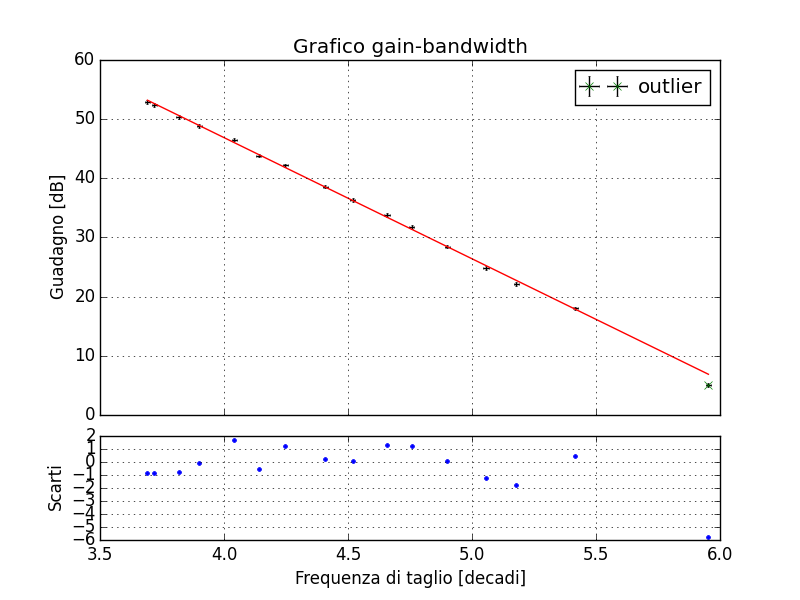 Grafico gain-bandwidth
60
50
40
30
20
10
0
Guadagno [dB]
outlier
2
1
0
−1
−2
−3
−4
−5
−6
Scarti
3.5 4.0 4.5 5.0 5.5 6.0
Frequenza di taglio [decadi]